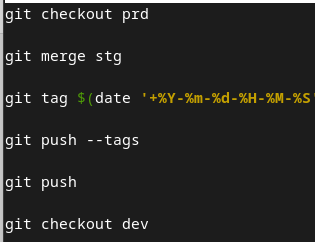 git checkout prd
git merge stg
git tag $(date '+%Y-%m-%d-%H-%M-%S'
git push --tags
git push
git checkout dev